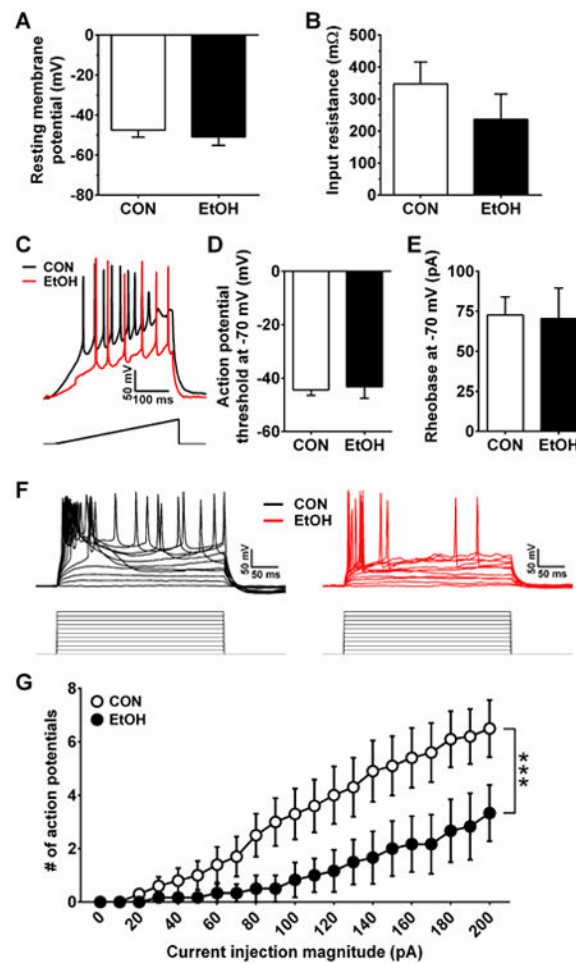 A
Resting membrane
potential (mV)
0
-20
-40
-60
-80
CON
EtOH
B
Input resistance (mΩ)
500
400
300
200
100
0
CON
EtOH
C
CON
EtOH
50 mV
100 ms
D
Action potential
threshold at -70 mV (mV)
0
-20
-40
-60
CON
EtOH
E
Rheobase at -70 mV (pA)
100
75
50
25
0
CON
EtOH
F
CON
EtOH
50 mV
50 ms
50 mV
50 ms
G
CON
EtOH
# of action potentials
8
6
4
2
0
***
0 20 40 60 80 100 120 140 160 180 200
Current injection magnitude (pA)